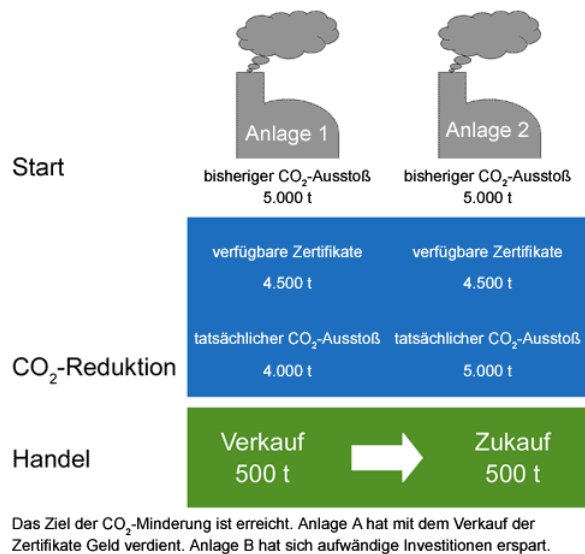 Anlage 1
Anlage 2
Start
bisheriger CO₂-Ausstoß
5.000 t
bisheriger CO₂-Ausstoß
5.000 t
verfügbare Zertifikate
4.500 t
verfügbare Zertifikate
4.500 t
CO₂-Reduktion
tatsächlicher CO₂-Ausstoß
4.000 t
tatsächlicher CO₂-Ausstoß
5.000 t
Handel
Verkauf
500 t
Zukauf
500 t
Das Ziel der CO₂-Minderung ist erreicht. Anlage A hat mit dem Verkauf der
Zertifikate Geld verdient. Anlage B hat sich aufwändige Investitionen erspart.